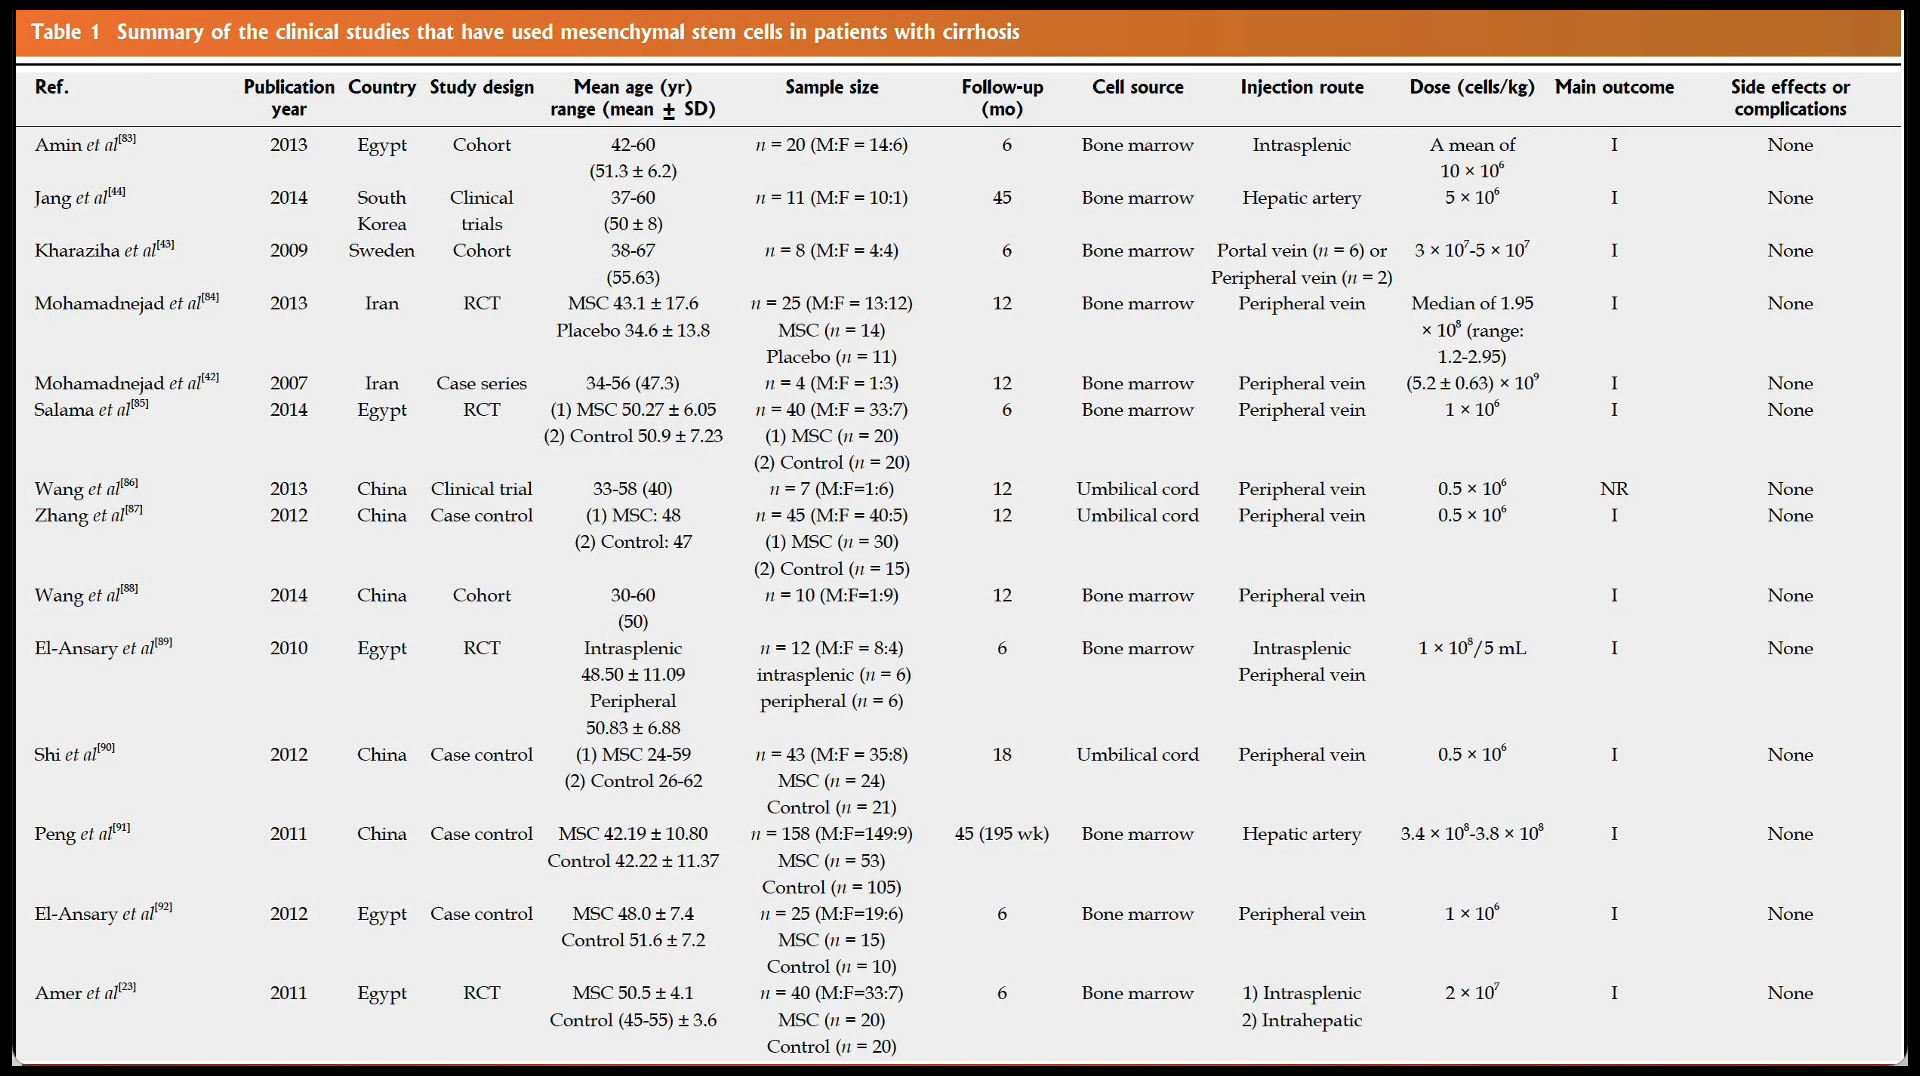 Table 1 Summary of the clinical studies that have used mesenchymal stem cells in patients with cirrhosis
Ref. Publication Country Study design Mean age (yr) Sample size Follow-up Cell source Injection route Dose (cells/kg) Main outcome Side effects or
year range (mean ± SD) (mo) complications
Amin et al[83] 2013 Egypt Cohort 42-60 n = 20 (M:F = 14:6) 6 Bone marrow Intrasplenic A mean of I None
(51.3 ± 6.2) 10 × 10⁶
Jang et al[44] 2014 South Clinical 37-60 n = 11 (M:F = 10:1) 45 Bone marrow Hepatic artery 5 × 10⁶ I None
Korea trials (50 ± 8)
Kharaziha et al[43] 2009 Sweden Cohort 38-67 n = 8 (M:F = 4:4) 6 Bone marrow Portal vein (n = 6) or 3 × 10⁷-5 × 10⁷ I None
(55.63) Peripheral vein (n = 2)
Mohamadnejad et al[84] 2013 Iran RCT MSC 43.1 ± 17.6 n = 25 (M:F = 13:12) 12 Bone marrow Peripheral vein Median of 1.95 I None
Placebo 34.6 ± 13.8 MSC (n = 14) × 10⁸ (range:
Placebo (n = 11) 1.2-2.95)
Mohamadnejad et al[42] 2007 Iran Case series 34-56 (47.3) n = 4 (M:F = 1:3) 12 Bone marrow Peripheral vein (5.2 ± 0.63) × 10⁹ I None
Salama et al[85] 2014 Egypt RCT (1) MSC 50.27 ± 6.05 n = 40 (M:F = 33:7) 6 Bone marrow Peripheral vein 1 × 10⁶ I None
(2) Control 50.9 ± 7.23 (1) MSC (n = 20)
(2) Control (n = 20)
Wang et al[86] 2013 China Clinical trial 33-58 (40) n = 7 (M:F=1:6) 12 Umbilical cord Peripheral vein 0.5 × 10⁶ NR None
Zhang et al[87] 2012 China Case control (1) MSC: 48 n = 45 (M:F = 40:5) 12 Umbilical cord Peripheral vein 0.5 × 10⁶ I None
(2) Control: 47 (1) MSC (n = 30)
(2) Control (n = 15)
Wang et al[88] 2014 China Cohort 30-60 n = 10 (M:F=1:9) 12 Bone marrow Peripheral vein I None
(50)
El-Ansary et al[89] 2010 Egypt RCT Intrasplenic n = 12 (M:F = 8:4) 6 Bone marrow Intrasplenic 1 × 10⁸/5 mL I None
48.50 ± 11.09 intrasplenic (n = 6) Peripheral vein
Peripheral peripheral (n = 6)
50.83 ± 6.88
Shi et al[90] 2012 China Case control (1) MSC 24-59 n = 43 (M:F = 35:8) 18 Umbilical cord Peripheral vein 0.5 × 10⁶ I None
(2) Control 26-62 MSC (n = 24)
Control (n = 21)
Peng et al[91] 2011 China Case control MSC 42.19 ± 10.80 n = 158 (M:F=149:9) 45 (195 wk) Bone marrow Hepatic artery 3.4 × 10⁸-3.8 × 10⁸ I None
Control 42.22 ± 11.37 MSC (n = 53)
Control (n = 105)
El-Ansary et al[92] 2012 Egypt Case control MSC 48.0 ± 7.4 n = 25 (M:F=19:6) 6 Bone marrow Peripheral vein 1 × 10⁶ I None
Control 51.6 ± 7.2 MSC (n = 15)
Control (n = 10)
Amer et al[23] 2011 Egypt RCT MSC 50.5 ± 4.1 n = 40 (M:F=33:7) 6 Bone marrow 1) Intrasplenic 2 × 10⁷ I None
Control (45-55) ± 3.6 MSC (n = 20) 2) Intrahepatic
Control (n = 20)